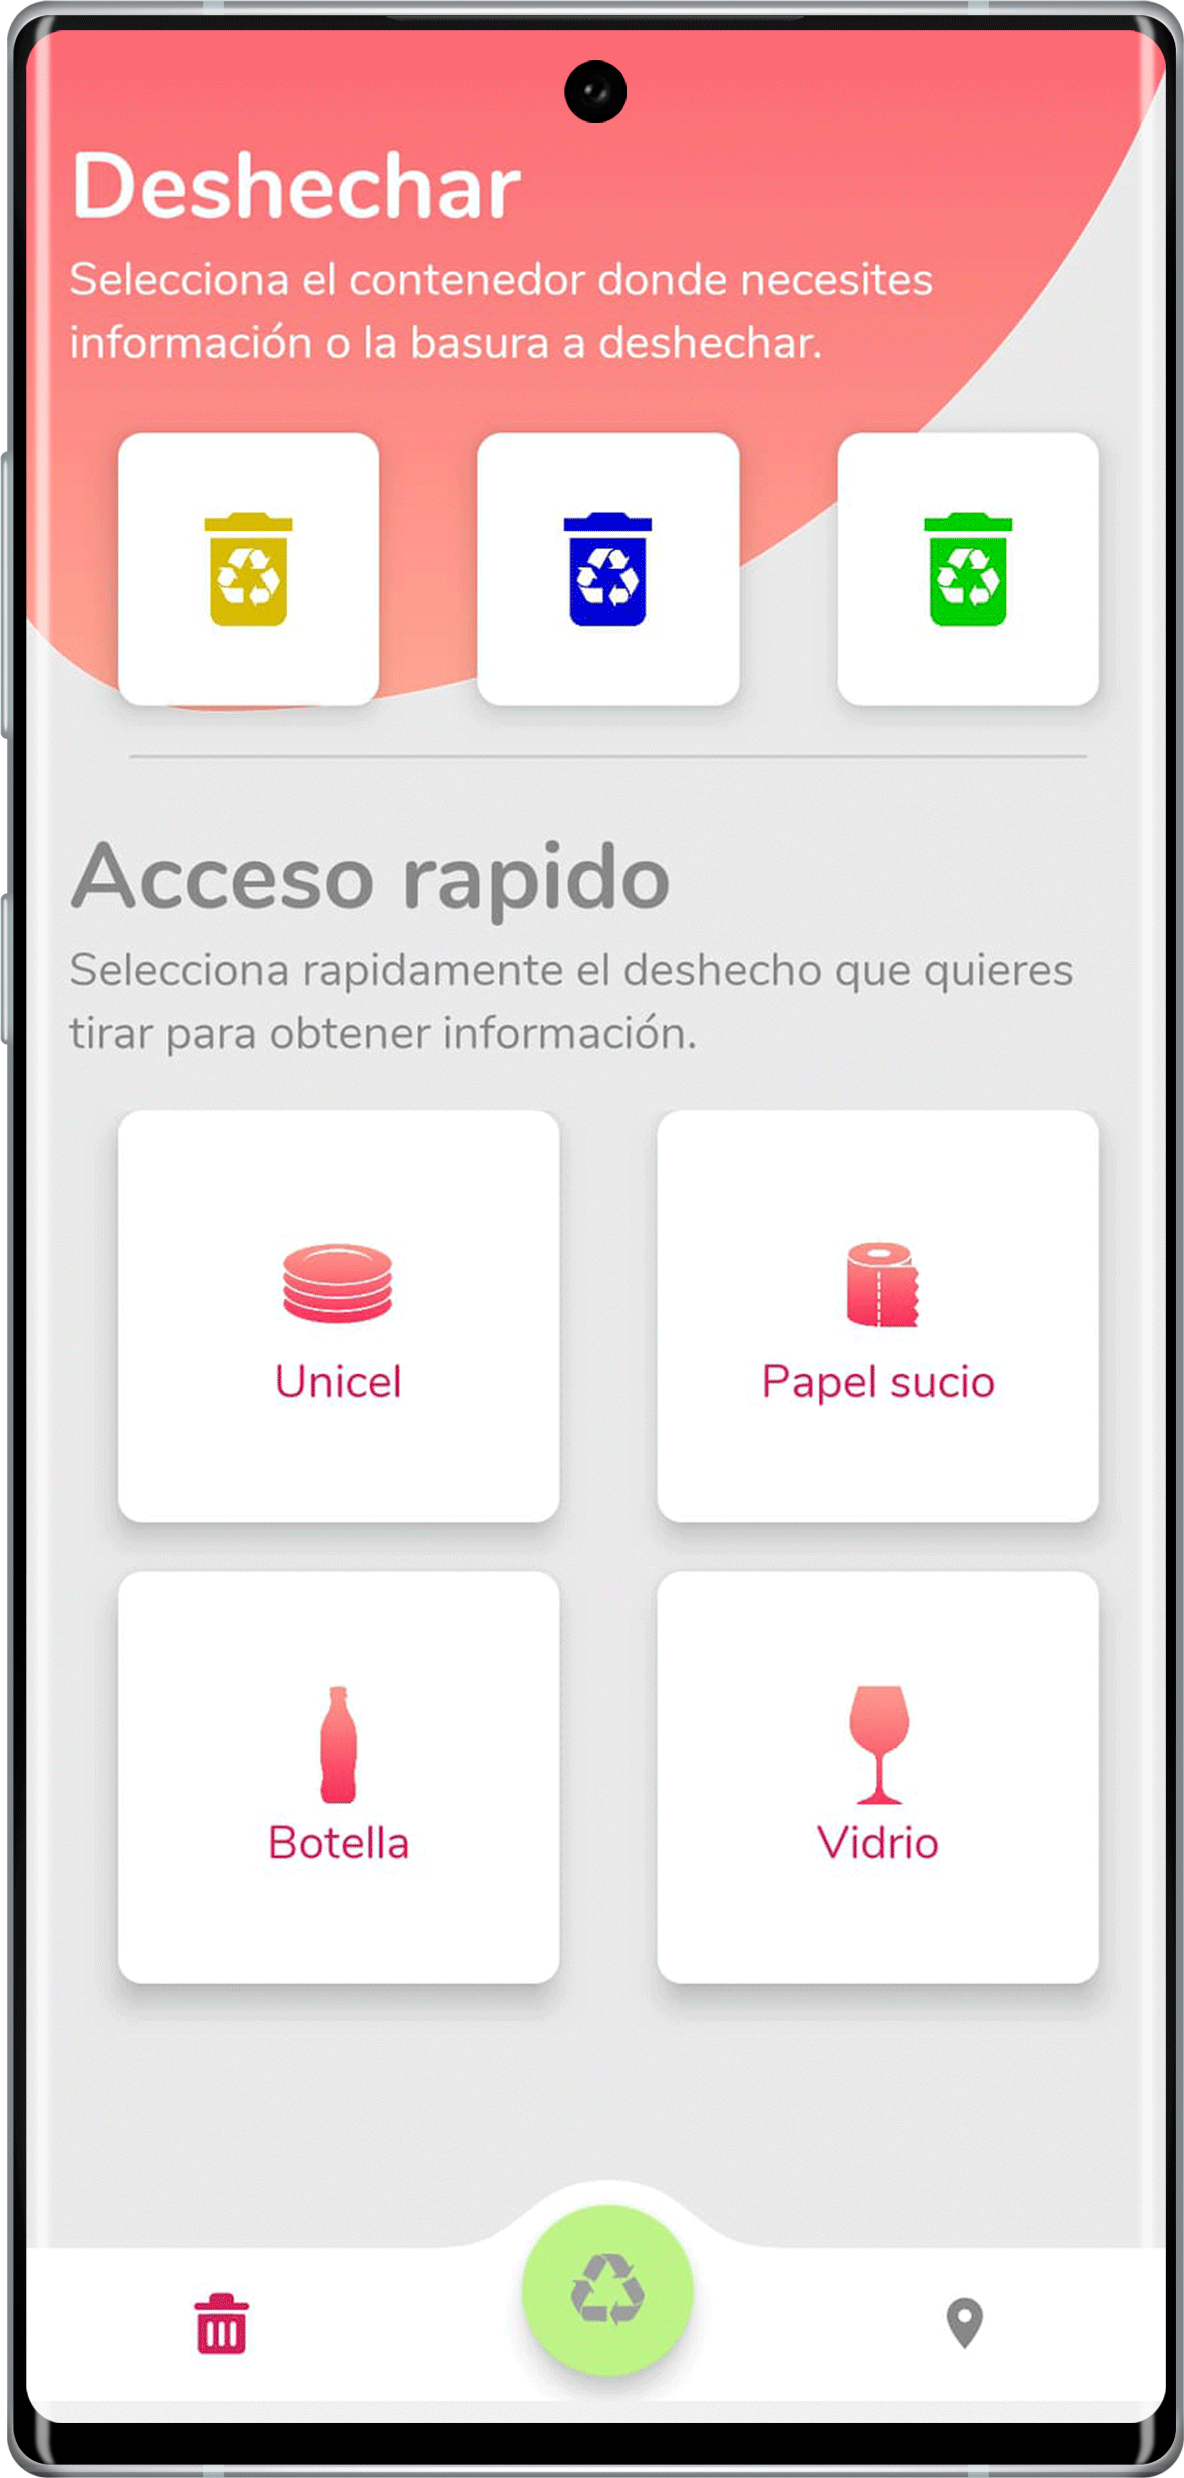 Deshechar
Selecciona el contenedor donde necesites
información o la basura a deshechar.
Acceso rapido
Selecciona rapidamente el deshecho que quieres
tirar para obtener información.
Unicel
Papel sucio
Botella
Vidrio